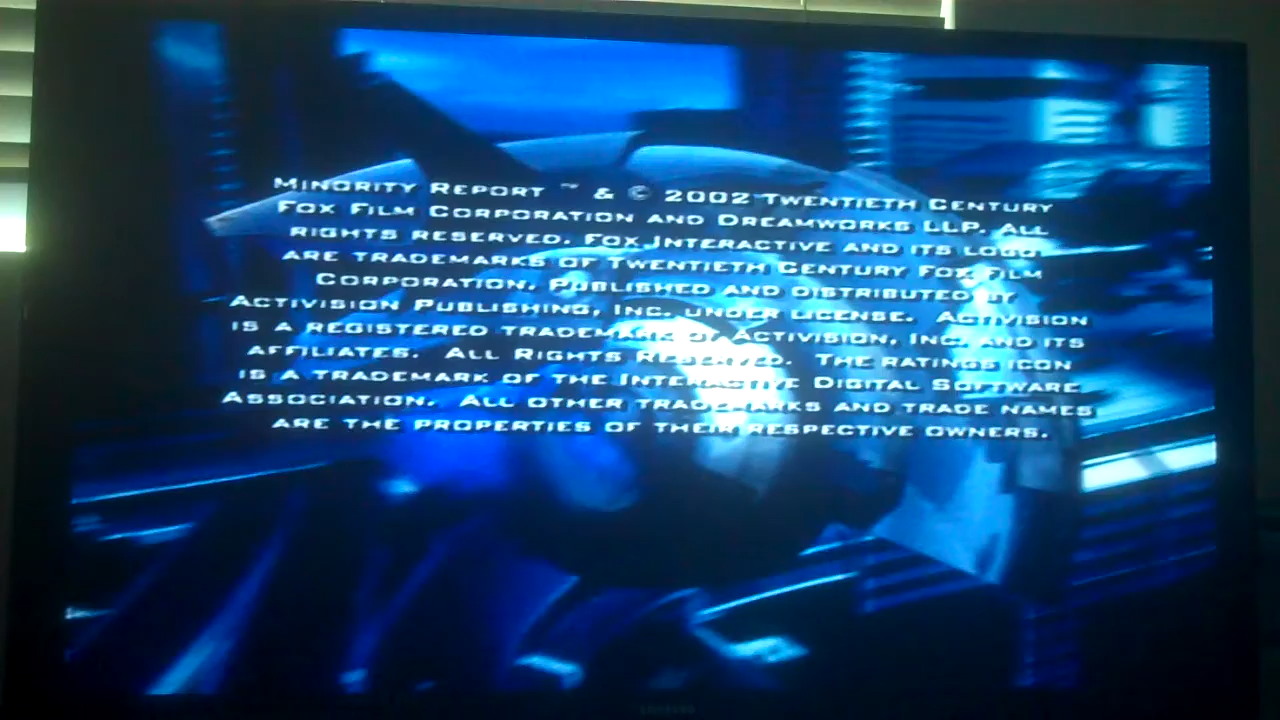 MINORITY REPORT ™ & © 2002 TWENTIETH CENTURY
FOX FILM CORPORATION AND DREAMWORKS LLP. ALL
RIGHTS RESERVED. FOX INTERACTIVE AND ITS LOGO
ARE TRADEMARKS OF TWENTIETH CENTURY FOX FILM
CORPORATION. PUBLISHED AND DISTRIBUTED BY
ACTIVISION PUBLISHING, INC. UNDER LICENSE. ACTIVISION
IS A REGISTERED TRADEMARK OF ACTIVISION, INC. AND ITS
AFFILIATES. ALL RIGHTS RESERVED. THE RATINGS ICON
IS A TRADEMARK OF THE INTERACTIVE DIGITAL SOFTWARE
ASSOCIATION. ALL OTHER TRADEMARKS AND TRADE NAMES
ARE THE PROPERTIES OF THEIR RESPECTIVE OWNERS.